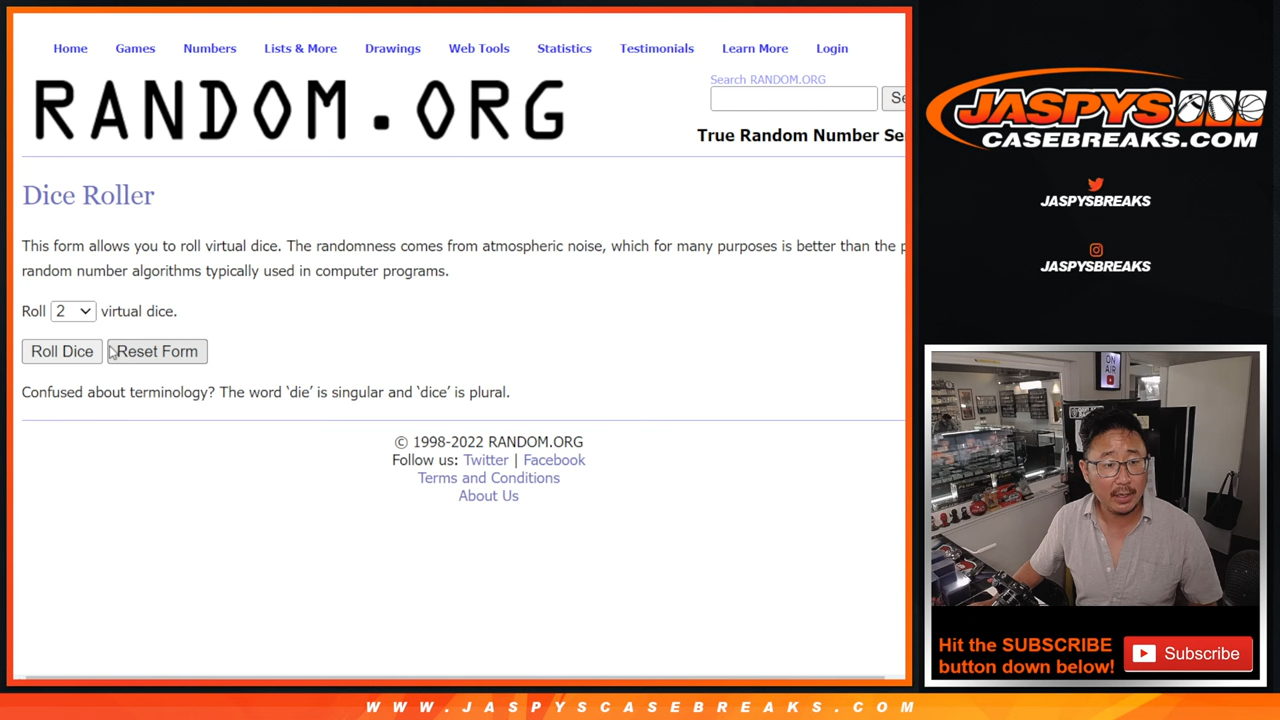 Home Games Numbers Lists & More Drawings Web Tools Statistics Testimonials Learn More Login
RANDOM.ORG
Search RANDOM.ORG
Se
True Random Number Se
Dice Roller
This form allows you to roll virtual dice. The randomness comes from atmospheric noise, which for many purposes is better than the p
random number algorithms typically used in computer programs.
Roll 2 virtual dice.
Roll Dice Reset Form
Confused about terminology? The word ‘die’ is singular and ‘dice’ is plural.
© 1998-2022 RANDOM.ORG
Follow us: Twitter | Facebook
Terms and Conditions
About Us
JASPYS
CASEBREAKS.COM
JASPYSBREAKS
JASPYSBREAKS
ON
AIR
Hit the SUBSCRIBE
button down below!
Subscribe
WWW.JASPYSCASEBREAKS.COM